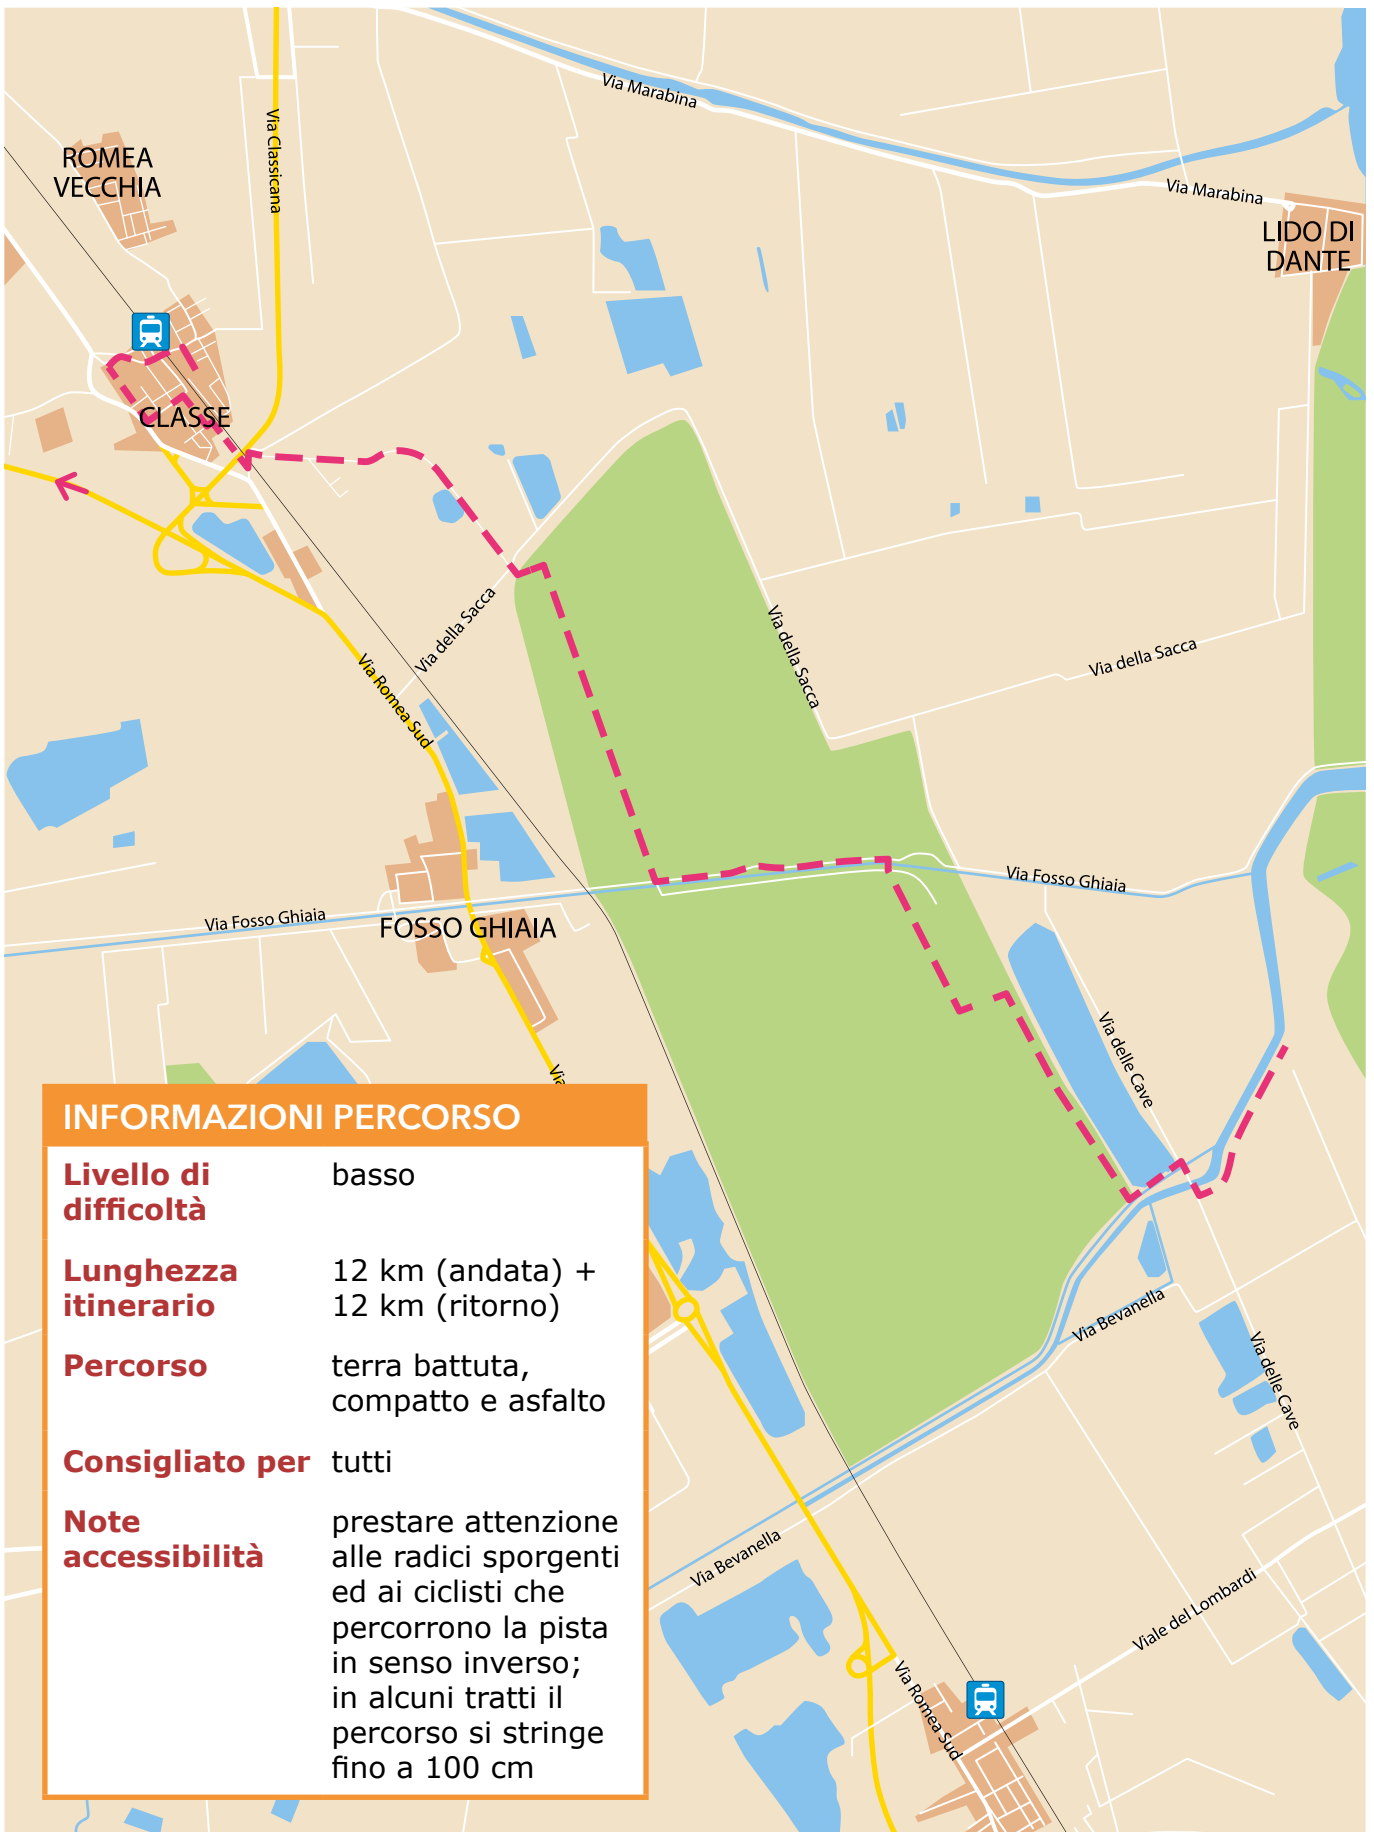 Via Marabina
Via Classicana
ROMEA
VECCHIA
Via Marabina
LIDO DI
DANTE
CLASSE
Via della Sacca
Via della Sacca
Via della Sacca
Via Romea Sud
Via Fosso Ghiaia
Via Fosso Ghiaia
FOSSO GHIAIA
Via delle Cave
Via
INFORMAZIONI PERCORSO
Livello di
difficoltà
basso
Lunghezza
itinerario
12 km (andata) +
12 km (ritorno)
Percorso
terra battuta,
compatto e asfalto
Consigliato per
tutti
Note
accessibilità
prestare attenzione
alle radici sporgenti
ed ai ciclisti che
percorrono la pista
in senso inverso;
in alcuni tratti il
percorso si stringe
fino a 100 cm
Via Bevanella
Via delle Cave
Via Bevanella
Viale dei Lombardi
Via Romea Sud